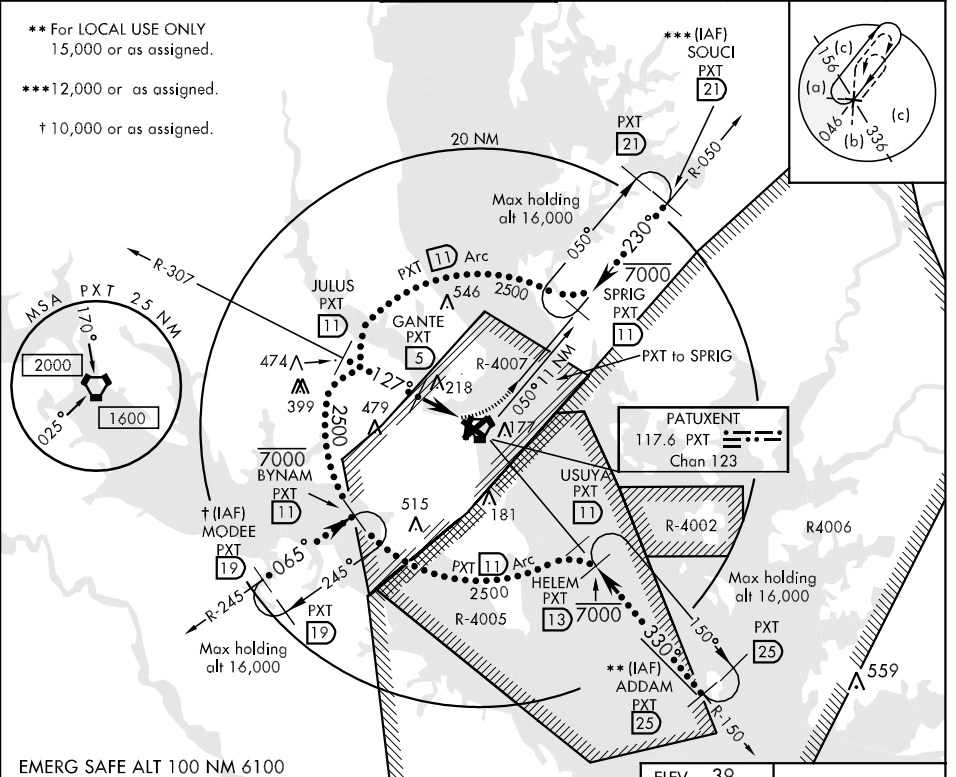 ** For LOCAL USE ONLY
15,000 or as assigned.
*** 12,000 or as assigned.
† 10,000 or as assigned.
*** (IAF)
SOUCI
PXT
21
156
(c)
(a)
(c)
046
(b)
336
20 NM
PXT
21
R-050
Max holding
alt 16,000
050°
230°
7000
R-307
PXT 11 Arc
2500
546
SPRIG
PXT
11
JULUS
PXT
11
GANTE
PXT
5
MSA PXT 25 NM
170°
2000
025°
1600
474
399
127°
218
R-4007
050° 11 NM
PXT to SPRIG
479
177
2500
PATUXENT
117.6 PXT
Chan 123
7000
BYNAM
PXT
11
USUYA
PXT
11
515
181
R-4002
R4006
† (IAF)
MODEE
PXT
19
065°
245°
R-245
PXT
19
Max holding
alt 16,000
PXT 11 Arc
2500
R-4005
HELEM
PXT
13
7000
Max holding
alt 16,000
330°
150°
PXT
25
** (IAF)
ADDAM
PXT
25
R-150
559
EMERG SAFE ALT 100 NM 6100
ELEV 39